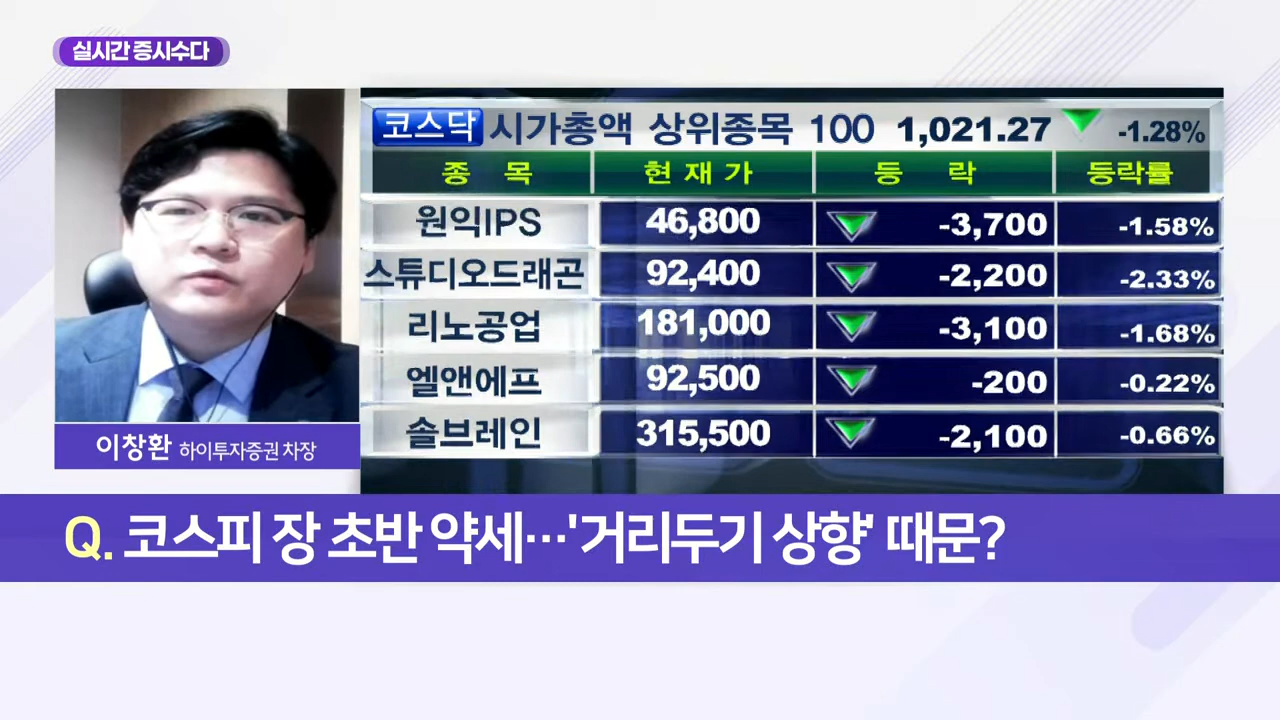 실시간 증시수다
코스닥 시가총액 상위종목 100 1,021.27 -1.28%
종 목 현 재 가 등 락 등락률
원익IPS 46,800 -3,700 -1.58%
스튜디오드래곤 92,400 -2,200 -2.33%
리노공업 181,000 -3,100 -1.68%
엘앤에프 92,500 -200 -0.22%
솔브레인 315,500 -2,100 -0.66%
이창환 하이투자증권 차장
Q. 코스피 장 초반 약세…'거리두기 상향' 때문?